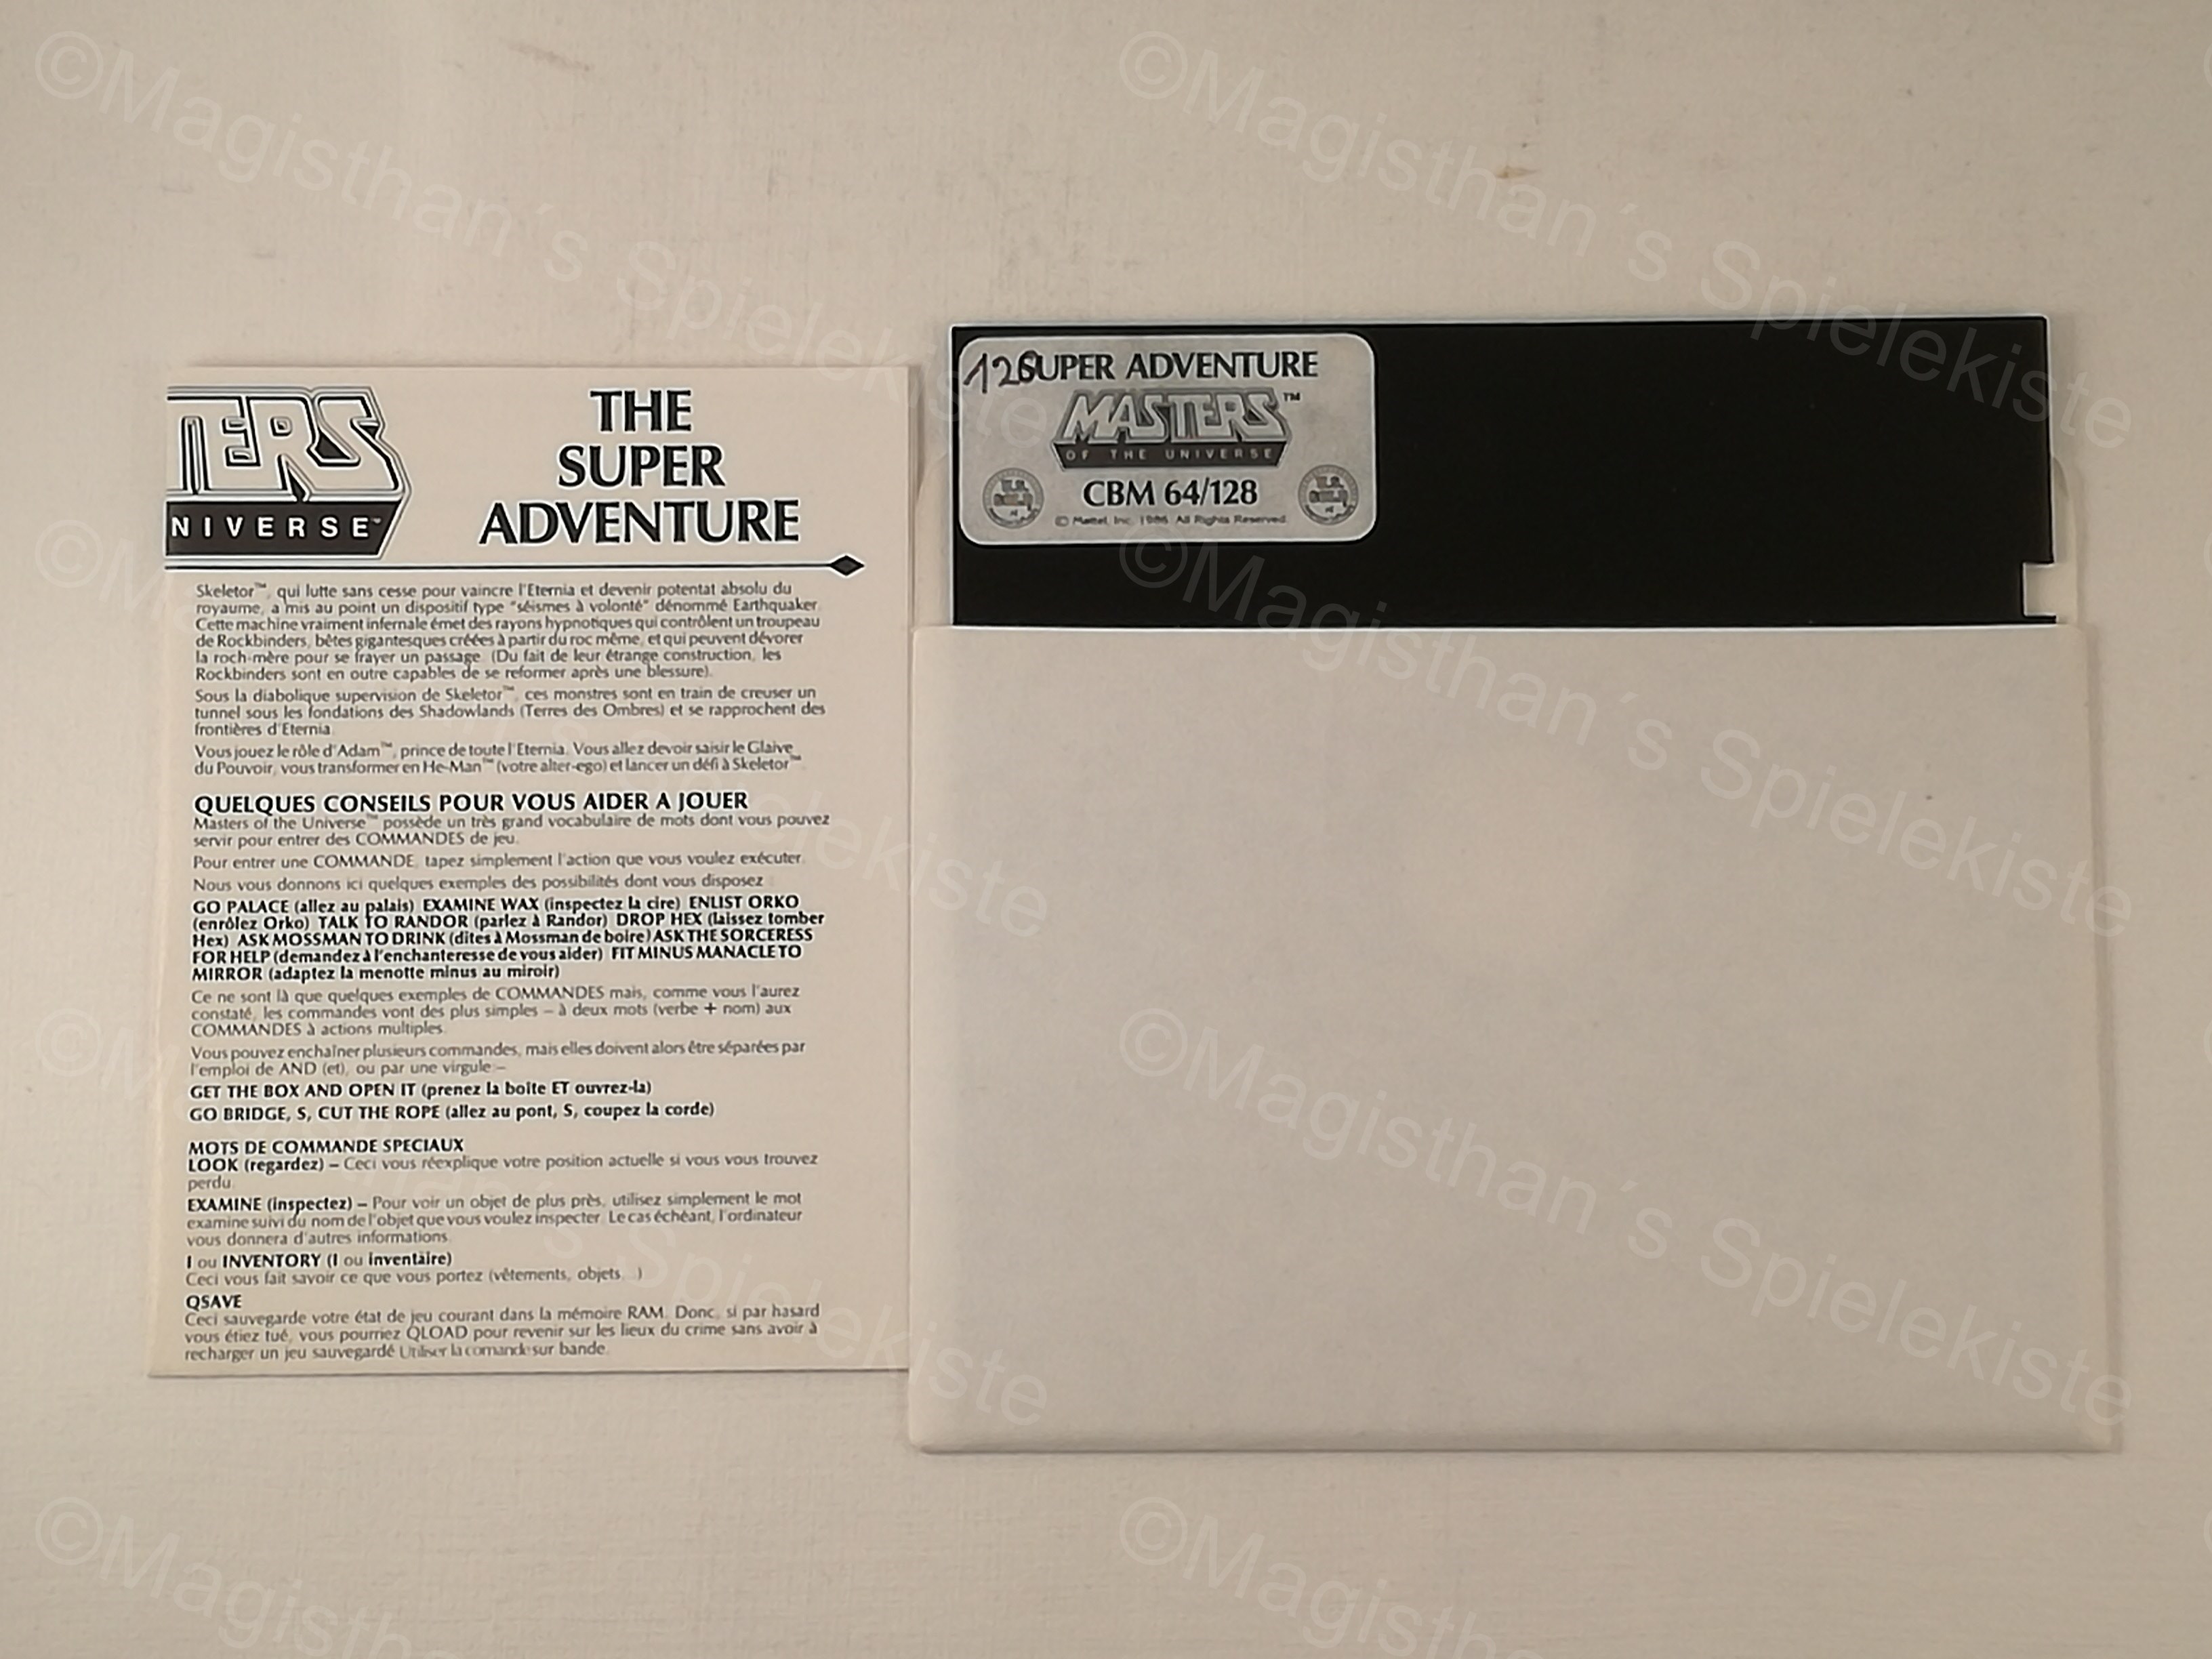 TERS
NIVERSE™
THE
SUPER
ADVENTURE
Skeletor™, qui lutte sans cesse pour vaincre l'Eternia et devenir potentat absolu du
royaume, a mis au point un dispositif type "séismes à volonté" dénommé Earthquaker.
Cette machine vraiment infernale émet des rayons hypnotiques qui contrôlent un troupeau
de Rockbinders, bêtes gigantesques créées à partir du roc même, et qui peuvent dévorer
la roch-mère pour se frayer un passage. (Du fait de leur étrange construction, les
Rockbinders sont en outre capables de se reformer après une blessure).
Sous la diabolique supervision de Skeletor™, ces monstres sont en train de creuser un
tunnel sous les fondations des Shadowlands (Terres des Ombres) et se rapprochent des
frontières d'Eternia.
Vous jouez le rôle d'Adam™, prince de toute l'Eternia. Vous allez devoir saisir le Glaive
du Pouvoir, vous transformer en He-Man™ (votre alter-ego) et lancer un défi à Skeletor™.
QUELQUES CONSEILS POUR VOUS AIDER A JOUER
Masters of the Universe™ possède un très grand vocabulaire de mots dont vous pouvez
servir pour entrer des COMMANDES de jeu.
Pour entrer une COMMANDE, tapez simplement l'action que vous voulez exécuter.
Nous vous donnons ici quelques exemples des possibilités dont vous disposez
GO PALACE (allez au palais) EXAMINE WAX (inspectez la cire) ENLIST ORKO
(enrôlez Orko) TALK TO RANDOR (parlez à Randor) DROP HEX (laissez tomber
Hex) ASK MOSSMAN TO DRINK (dites à Mossman de boire) ASK THE SORCERESS
FOR HELP (demandez à l'enchanteresse de vous aider) FIT MINUS MANACLE TO
MIRROR (adaptez la menotte minus au miroir)
Ce ne sont là que quelques exemples de COMMANDES mais, comme vous l'aurez
constaté, les commandes vont des plus simples – à deux mots (verbe + nom) aux
COMMANDES à actions multiples.
Vous pouvez enchaîner plusieurs commandes, mais elles doivent alors être séparées par
l'emploi de AND (et), ou par une virgule –
GET THE BOX AND OPEN IT (prenez la boîte ET ouvrez-la)
GO BRIDGE, S, CUT THE ROPE (allez au pont, S, coupez la corde)
MOTS DE COMMANDE SPECIAUX
LOOK (regardez) – Ceci vous réexplique votre position actuelle si vous vous trouvez
perdu.
EXAMINE (inspectez) – Pour voir un objet de plus près, utilisez simplement le mot
examine suivi du nom de l'objet que vous voulez inspecter. Le cas échéant, l'ordinateur
vous donnera d'autres informations.
I ou INVENTORY (I ou inventaire)
Ceci vous fait savoir ce que vous portez (vêtements, objets...)
QSAVE
Ceci sauvegarde votre état de jeu courant dans la mémoire RAM. Donc, si par hasard
vous étiez tué, vous pourriez QLOAD pour revenir sur les lieux du crime sans avoir à
recharger un jeu sauvegardé Utiliser la comande sur bande.
126
SUPER ADVENTURE
MASTERS™
OF THE UNIVERSE
CBM 64/128
U.S. GOLD
U.S. GOLD
© Mattel, Inc. 1986. All Rights Reserved.
©Magisthan´s Spielekiste
©Magisthan´s Spielekiste
©Magisthan´s Spielekiste
©Magisthan´s Spielekiste